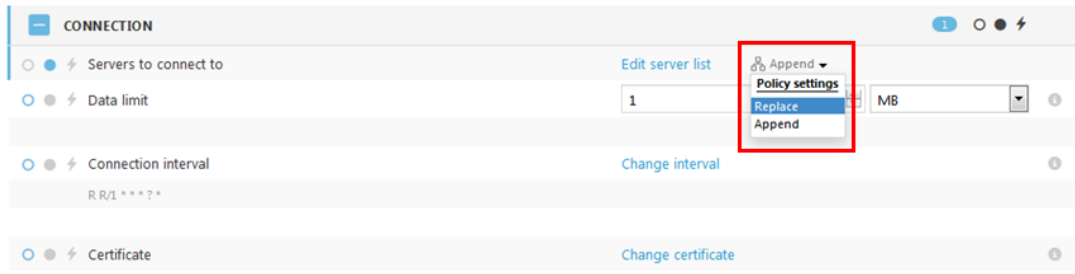 CONNECTION 1
Servers to connect to Edit server list Append
Policy settings
Data limit 1 MB
Replace
Append
Connection interval Change interval
R R/1 * * * ? *
Certificate Change certificate